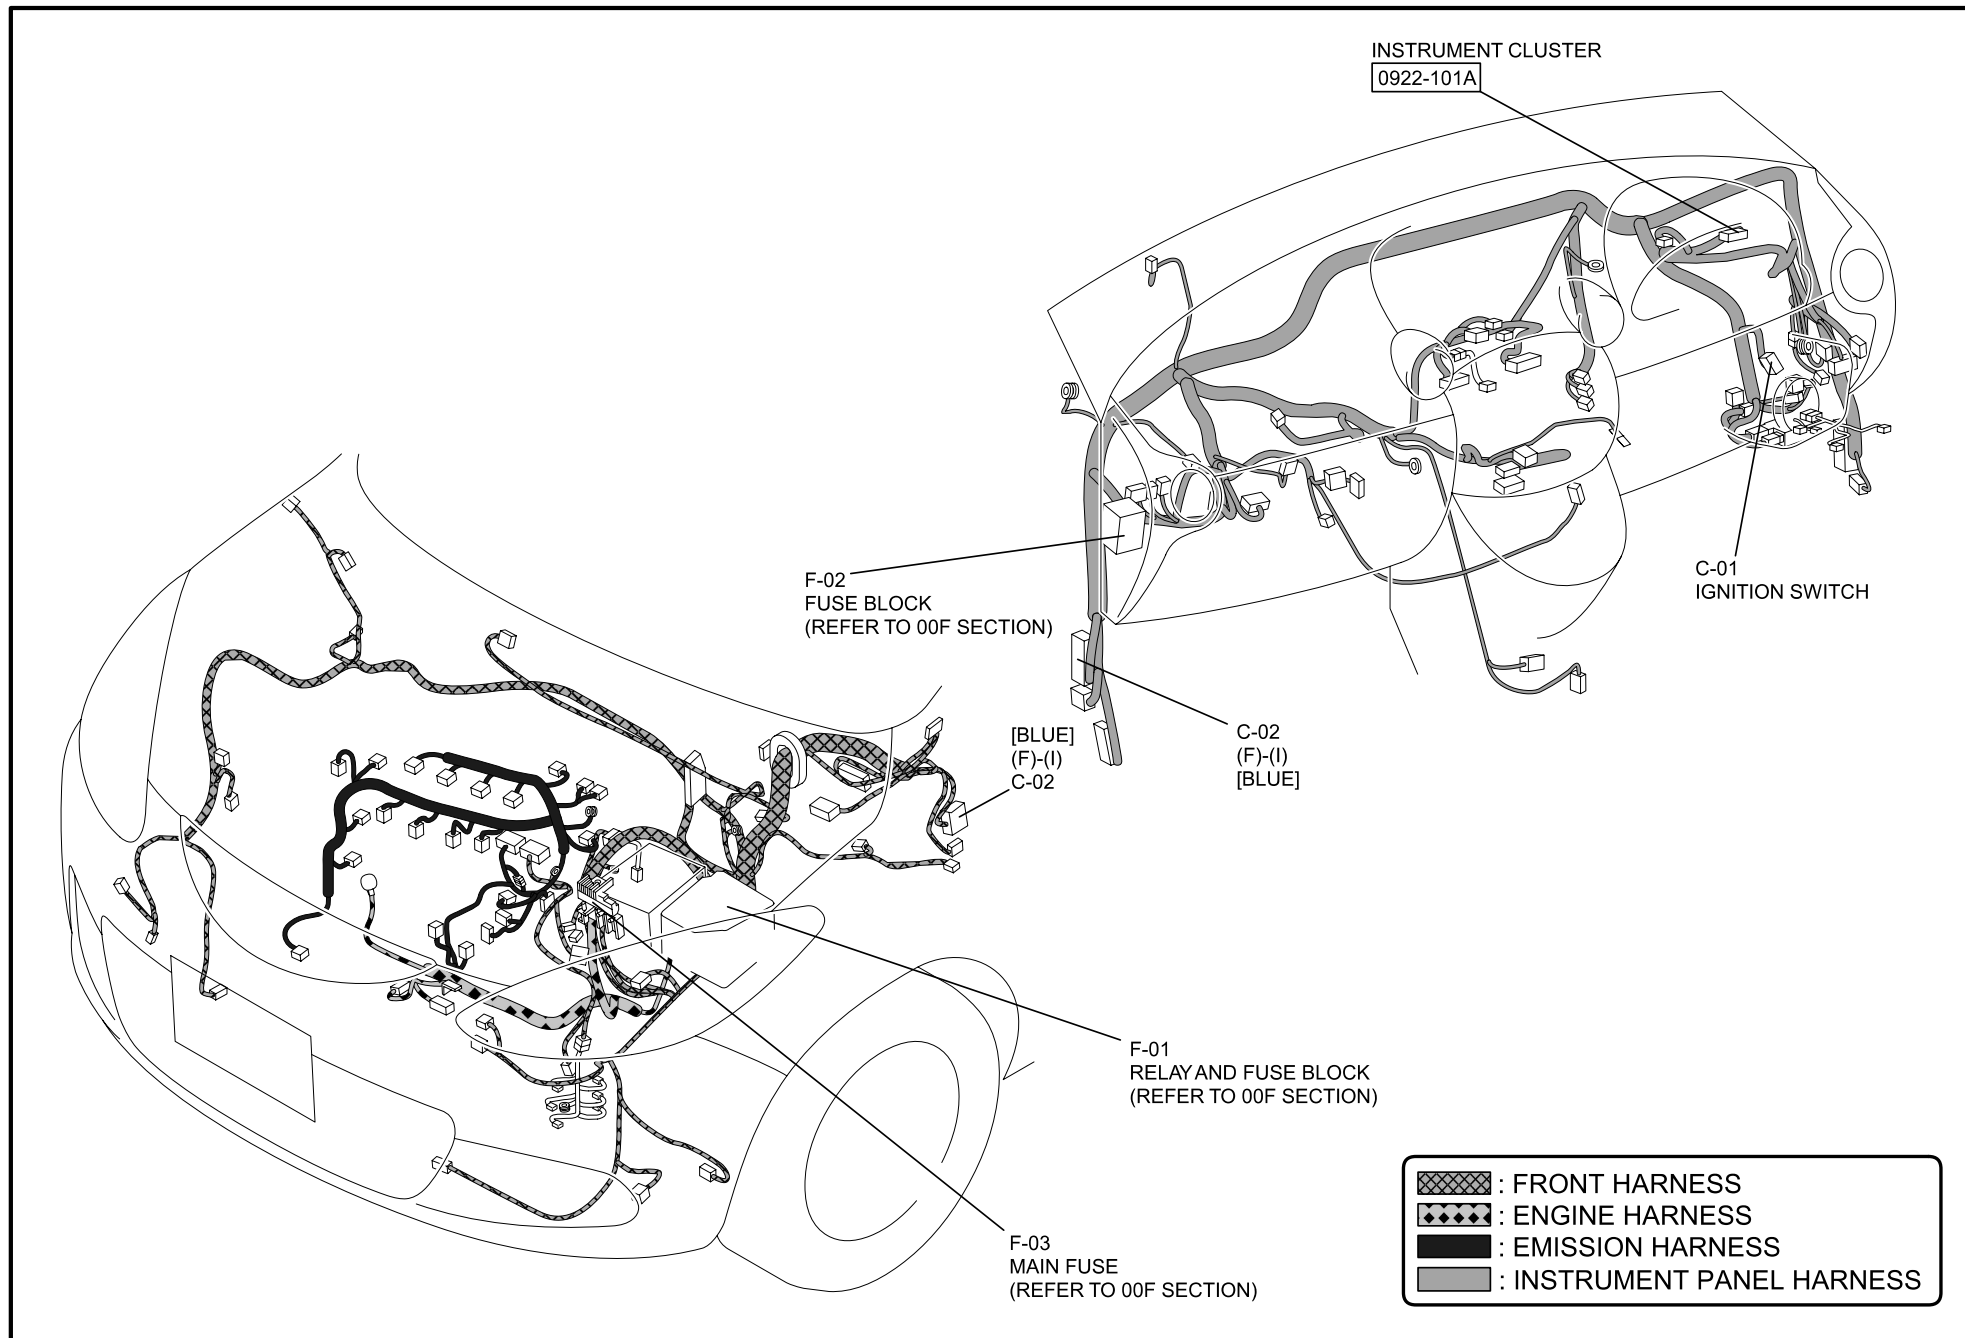 INSTRUMENT CLUSTER
0922-101A
F-02
FUSE BLOCK
(REFER TO 00F SECTION)
C-01
IGNITION SWITCH
[BLUE]
(F)-(I)
C-02
C-02
(F)-(I)
[BLUE]
F-01
RELAY AND FUSE BLOCK
(REFER TO 00F SECTION)
F-03
MAIN FUSE
(REFER TO 00F SECTION)
: FRONT HARNESS
: ENGINE HARNESS
: EMISSION HARNESS
: INSTRUMENT PANEL HARNESS